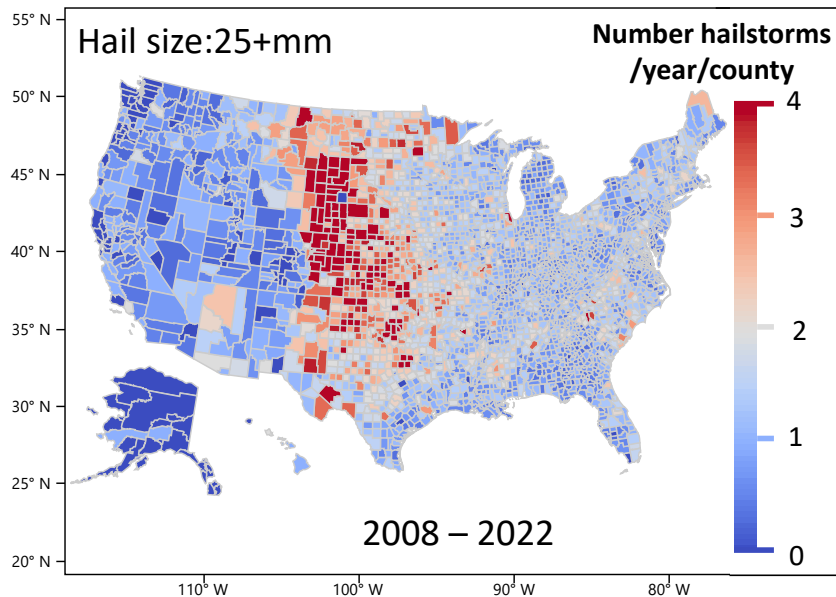 55° N
Hail size:25+mm
Number hailstorms
/year/county
50° N
4
45° N
3
40° N
35° N
2
30° N
1
25° N
2008 – 2022
0
20° N
110° W
100° W
90° W
80° W